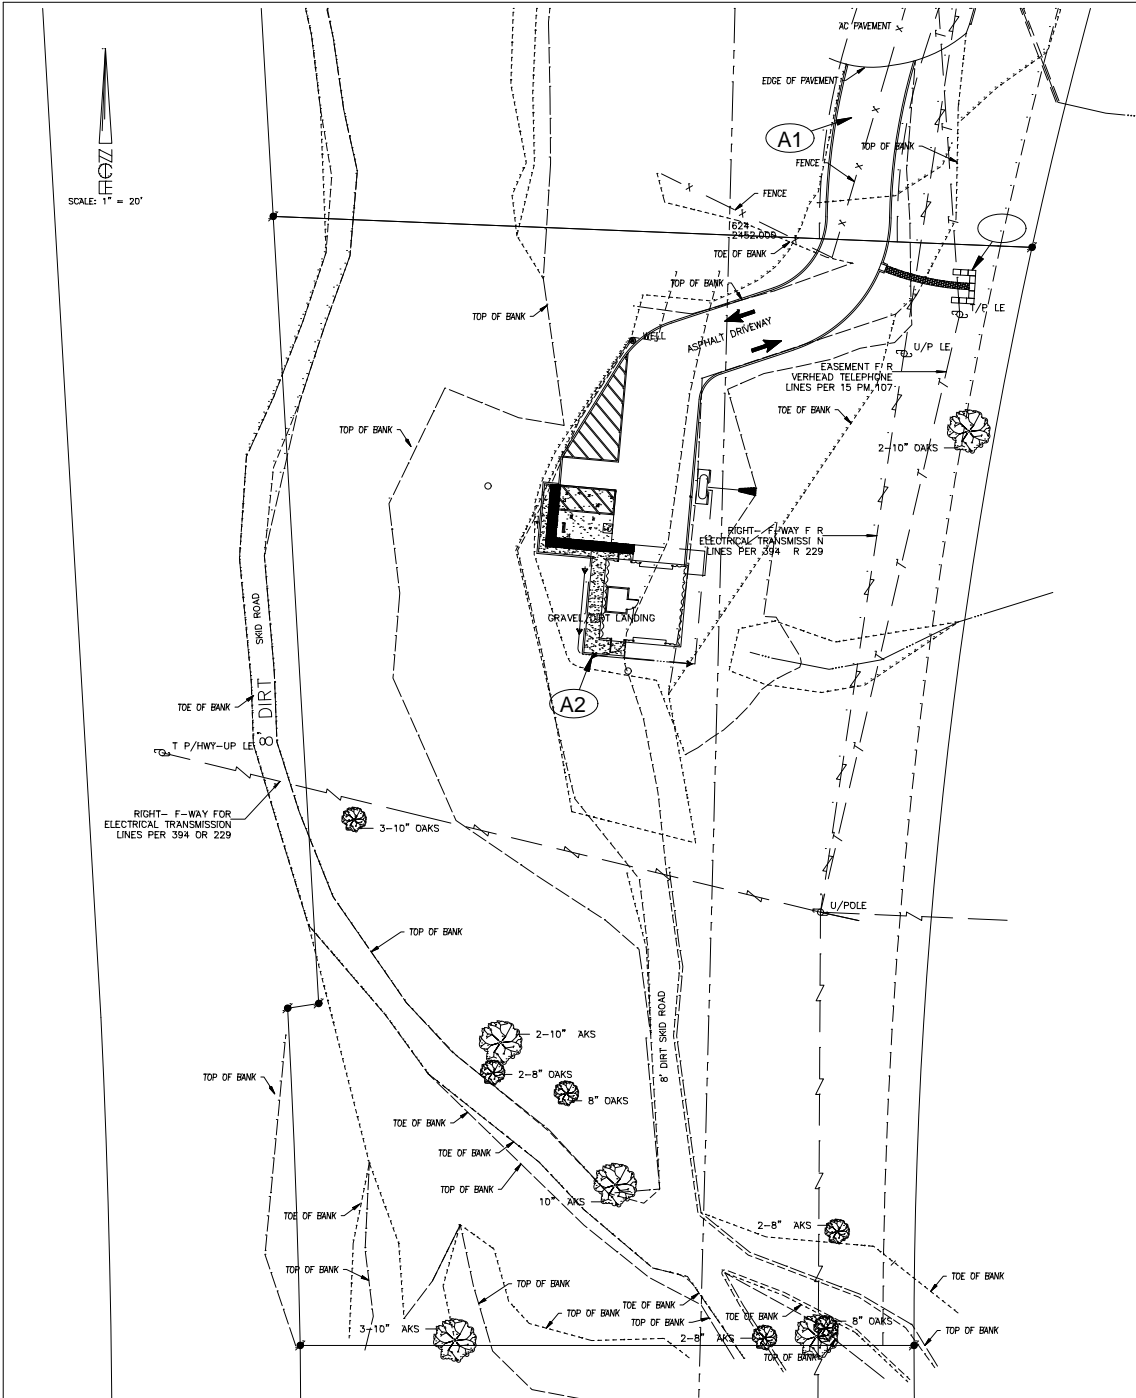 AC PAVEMENT
EDGE OF PAVEMENT
A1
TOP OF BANK
FENCE
SCALE: 1" = 20'
FENCE
624
2452.009
TOE OF BANK
TOP OF BANK
T/P LE
TOP OF BANK
WELL
ASPHALT DRIVEWAY
U/P LE
EASEMENT F R
VERHEAD TELEPHONE
LINES PER 15 PM 107
TOE OF BANK
TOP OF BANK
2-10" OAKS
RIGHT- F-WAY F R
ELECTRICAL TRANSMISSI N
LINES PER 394 R 229
SKID ROAD
8' DIRT
GRAVEL/DIRT LANDING
TOE OF BANK
A2
T P/HWY-UP LE
RIGHT- F-WAY FOR
ELECTRICAL TRANSMISSION
LINES PER 394 OR 229
3-10" OAKS
U/POLE
TOP OF BANK
8' DIRT SKID ROAD
2-10" AKS
2-8" OAKS
TOP OF BANK
8" OAKS
TOE OF BANK
TOE OF BANK
TOP OF BANK
10" AKS
TOE OF BANK
2-8" AKS
TOP OF BANK
TOP OF BANK
TOE OF BANK
TOE OF BANK
TOP OF BANK
TOP OF BANK
TOE OF BANK
8" OAKS
3-10" AKS
2-8" AKS
TOP OF BANK
TOP OF BANK